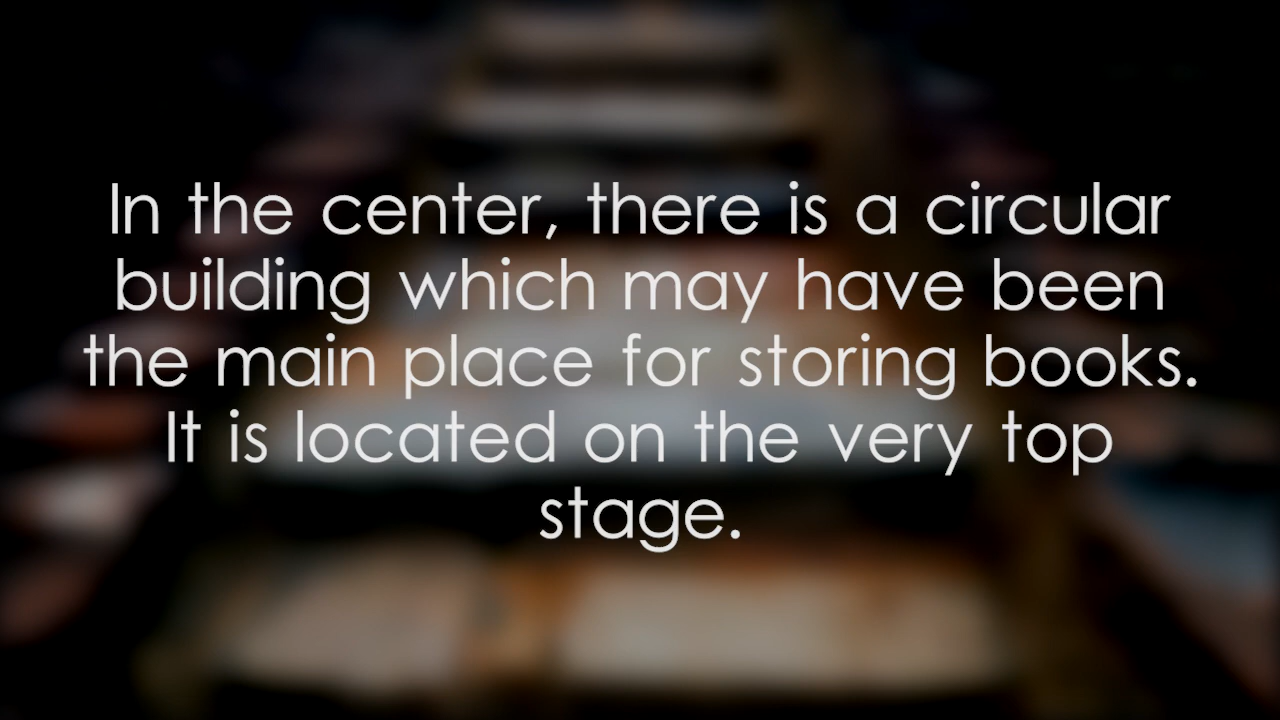 In the center, there is a circular
building which may have been
the main place for storing books.
It is located on the very top
stage.